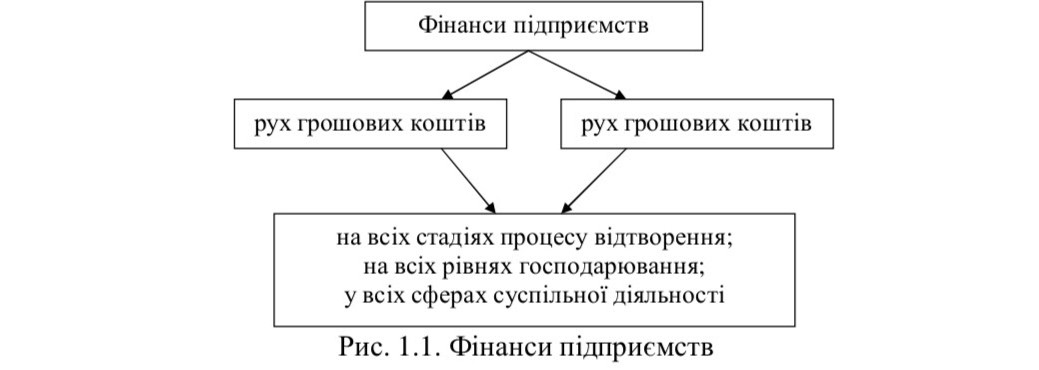 Фінанси підприємств
рух грошових коштів
рух грошових коштів
на всіх стадіях процесу відтворення;
на всіх рівнях господарювання;
у всіх сферах суспільної діяльності
Рис. 1.1. Фінанси підприємств